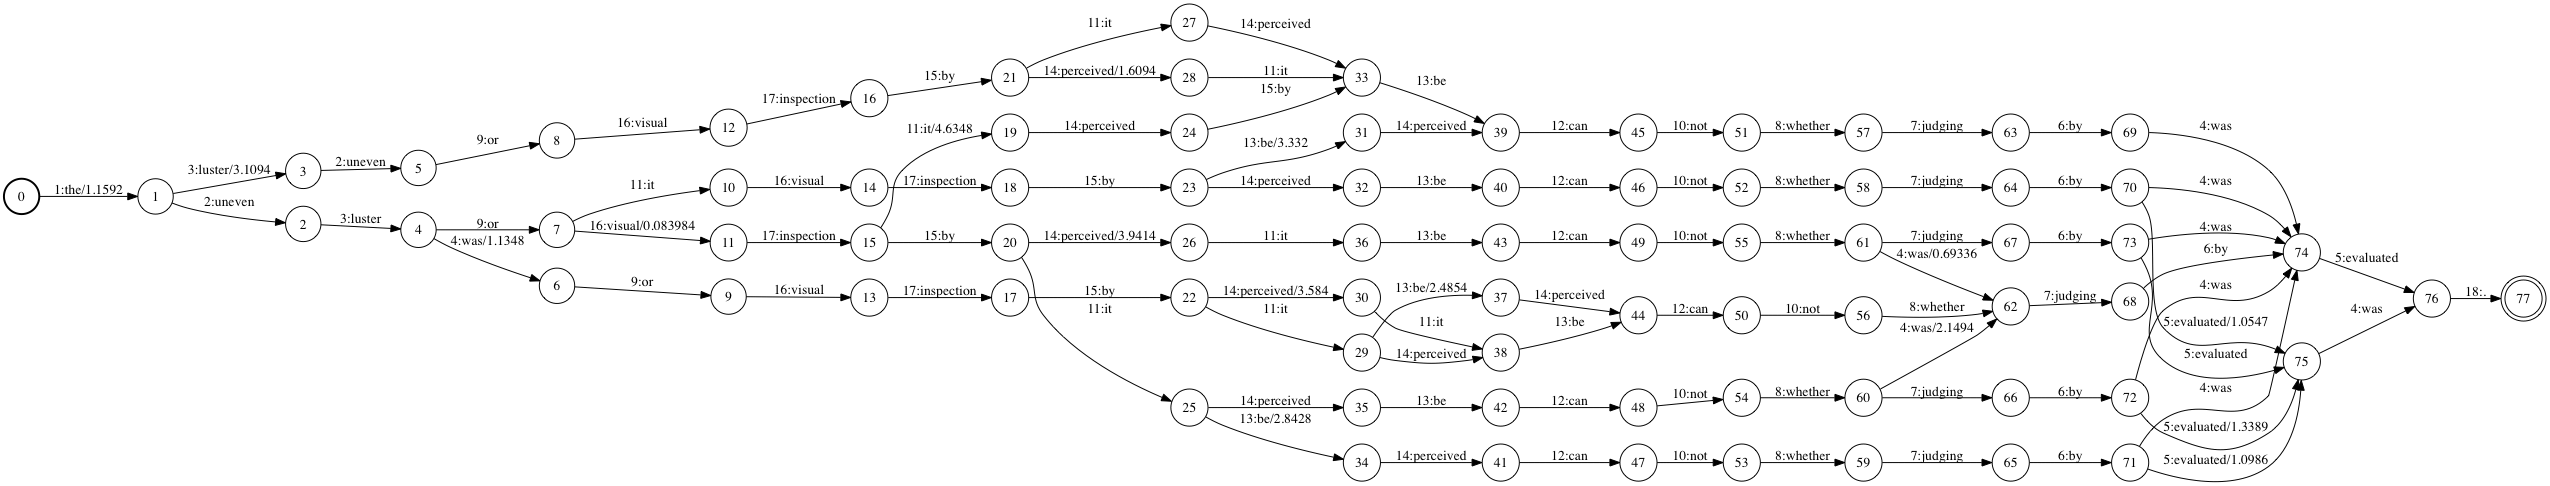 11:it
27
14:perceived
15:by
21
14:perceived/1.6094
28
11:it
33
17:inspection
16
15:by
13:be
16:visual
12
9:or
8
11:it/4.6348
19
14:perceived
24
13:be/3.332
31
14:perceived
39
12:can
45
10:not
51
8:whether
57
7:judging
63
6:by
69
4:was
3:luster/3.1094
3
2:uneven
5
11:it
10
16:visual
14
17:inspection
18
15:by
23
14:perceived
32
13:be
40
12:can
46
10:not
52
8:whether
58
7:judging
64
6:by
70
4:was
0
1:the/1.1592
1
2:uneven
2
3:luster
4
9:or
7
16:visual/0.083984
11
17:inspection
15
15:by
20
14:perceived/3.9414
26
11:it
36
13:be
43
12:can
49
10:not
55
8:whether
61
7:judging
67
6:by
73
4:was
4:was/1.1348
4:was/0.69336
6:by
74
5:evaluated
6
9:or
9
16:visual
13
17:inspection
17
15:by
22
14:perceived/3.584
30
13:be/2.4854
37
14:perceived
44
12:can
50
10:not
56
8:whether
62
7:judging
68
4:was
76
18:.
77
11:it
11:it
29
11:it
14:perceived
38
13:be
4:was/2.1494
5:evaluated/1.0547
5:evaluated
75
4:was
25
14:perceived
35
13:be
42
12:can
48
10:not
54
8:whether
60
7:judging
66
6:by
72
4:was
13:be/2.8428
5:evaluated/1.3389
34
14:perceived
41
12:can
47
10:not
53
8:whether
59
7:judging
65
6:by
71
5:evaluated/1.0986